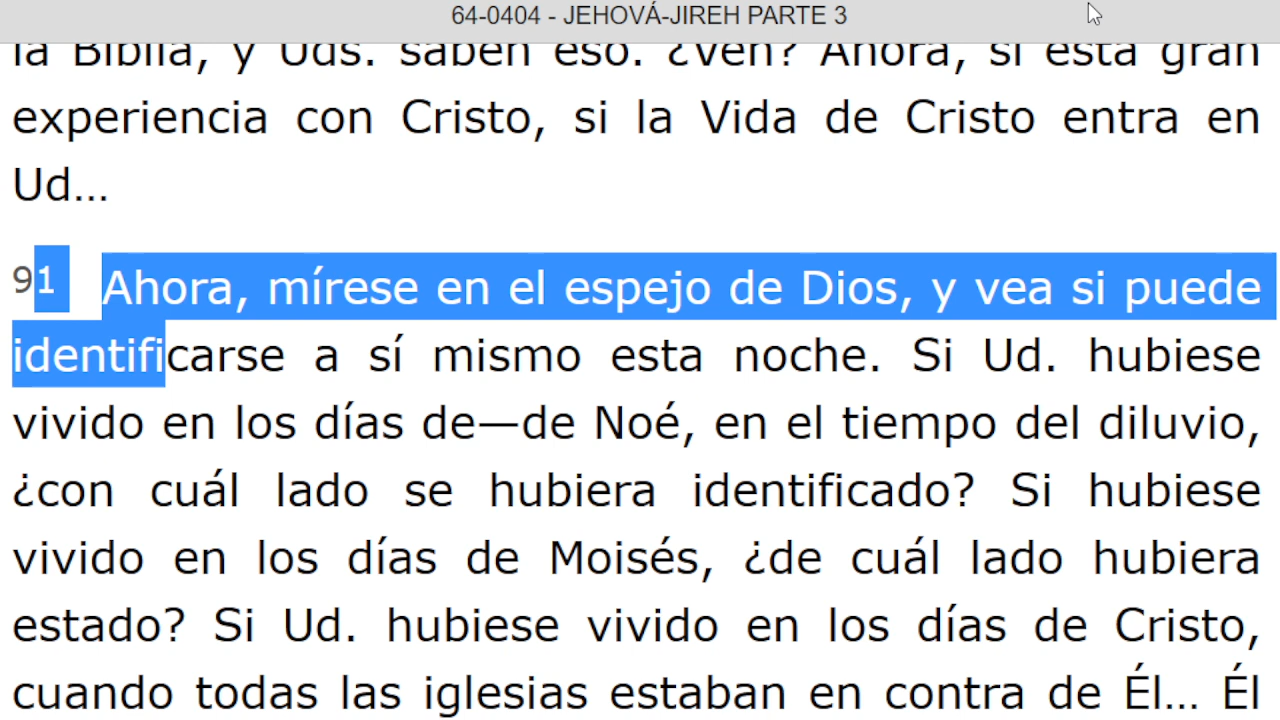 64-0404 - JEHOVÁ-JIREH PARTE 3
la Biblia, y Uds. saben eso. ¿Ven? Ahora, si esta gran
experiencia con Cristo, si la Vida de Cristo entra en
Ud...
91 Ahora, mírese en el espejo de Dios, y vea si puede
identificarse a sí mismo esta noche. Si Ud. hubiese
vivido en los días de—de Noé, en el tiempo del diluvio,
¿con cuál lado se hubiera identificado? Si hubiese
vivido en los días de Moisés, ¿de cuál lado hubiera
estado? Si Ud. hubiese vivido en los días de Cristo,
cuando todas las iglesias estaban en contra de Él... Él